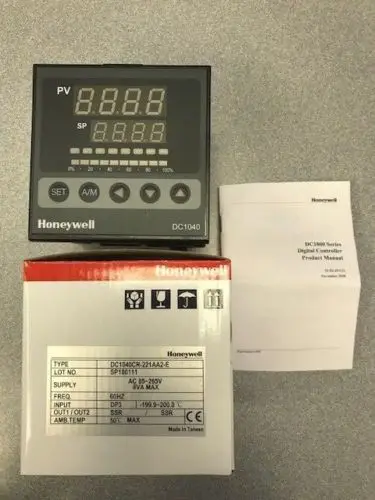 PV
8.8.8.8
SP
8.8.8.8
0% - 20 - 40 - 60 - 80 - 100%
SET A/M
Honeywell DC1040
Honeywell
DC1000 Series
Digital Controller
Product Manual
Honeywell
Honeywell
TYPE DC1040CR-221AA2-E
LOT NO. SP180111
SUPPLY AC 85~265V
8VA MAX
FREQ. 60HZ
INPUT DP3 -199.9~200.0 ℃
OUT1 / OUT2 SSR / SSR
AMB.TEMP 50℃ MAX
Made In Taiwan